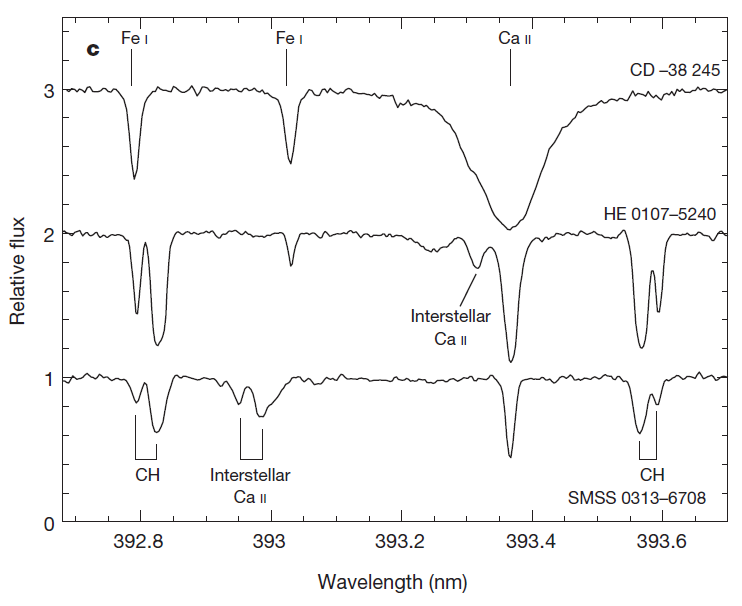 c
Fe I
Fe I
Ca II
CD –38 245
HE 0107–5240
Interstellar
Ca II
CH
Interstellar
Ca II
CH
SMSS 0313–6708
3
2
1
0
392.8
393
393.2
393.4
393.6
Relative flux
Wavelength (nm)